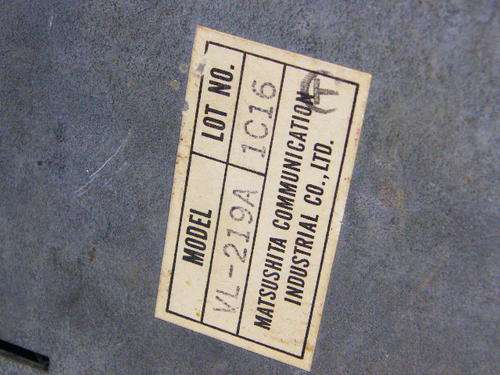 MODEL LOT NO.
VL-219A 1C16
MATSUSHITA COMMUNICATION
INDUSTRIAL CO., LTD.